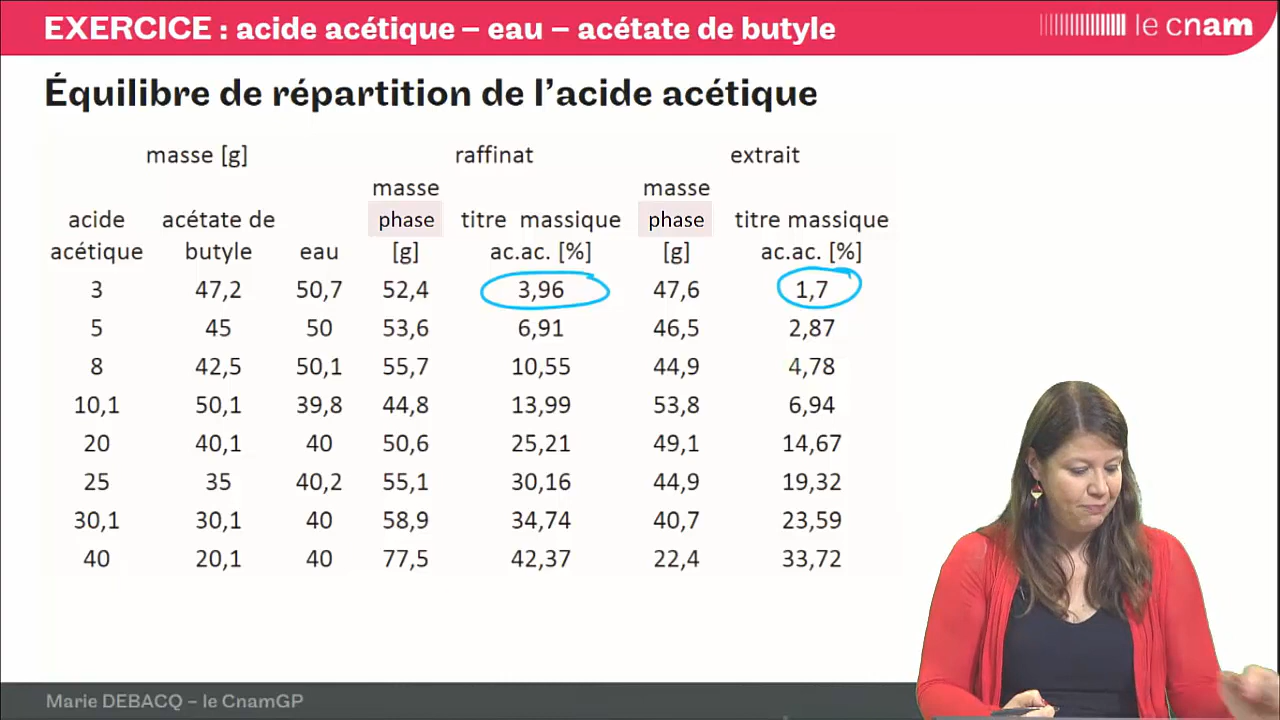 EXERCICE : acide acétique – eau – acétate de butyle
le cnam
Équilibre de répartition de l'acide acétique
masse [g] raffinat extrait
masse masse
acide acétate de phase titre massique phase titre massique
acétique butyle eau [g] ac.ac. [%] [g] ac.ac. [%]
3 47,2 50,7 52,4 3,96 47,6 1,7
5 45 50 53,6 6,91 46,5 2,87
8 42,5 50,1 55,7 10,55 44,9 4,78
10,1 50,1 39,8 44,8 13,99 53,8 6,94
20 40,1 40 50,6 25,21 49,1 14,67
25 35 40,2 55,1 30,16 44,9 19,32
30,1 30,1 40 58,9 34,74 40,7 23,59
40 20,1 40 77,5 42,37 22,4 33,72
Marie DEBACQ – le CnamGP